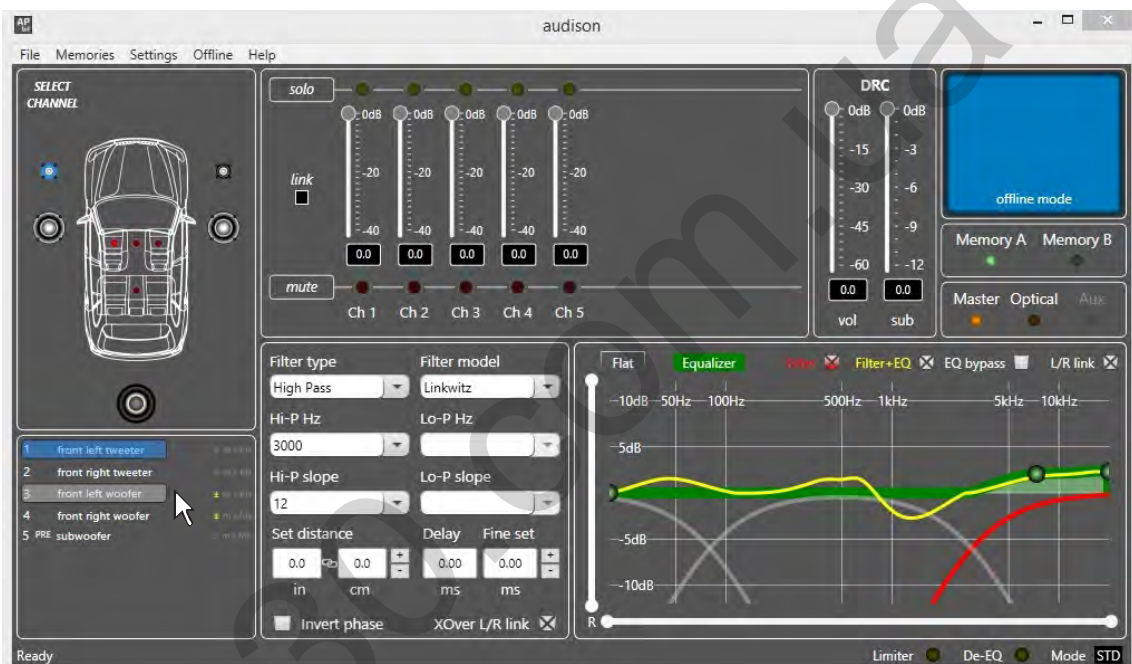 AP
bit
audison
File Memories Settings Offline Help
SELECT
CHANNEL
solo
0dB 0dB 0dB 0dB 0dB
-20 -20 -20 -20 -20
link
-40 -40 -40 -40 -40
0.0 0.0 0.0 0.0 0.0
mute
Ch 1 Ch 2 Ch 3 Ch 4 Ch 5
DRC
0dB 0dB
-15 -3
-30 -6
-45 -9
-60 -12
0.0 0.0
vol sub
offline mode
Memory A Memory B
Master Optical Aux
1 front left tweeter
2 front right tweeter
3 front left woofer
4 front right woofer
5 PRE subwoofer
Filter type Filter model
High Pass Linkwitz
Hi-P Hz Lo-P Hz
3000
Hi-P slope Lo-P slope
12
Set distance Delay Fine set
0.0 0.0 + - 0.00 0.00 + -
in cm ms ms
Invert phase XOver L/R link
Flat Equalizer Filter Filter+EQ EQ bypass L/R link
10dB 50Hz 100Hz 500Hz 1kHz 5kHz 10kHz
5dB
-5dB
-10dB
R
Ready Limiter De-EQ Mode STD
30.com.ua